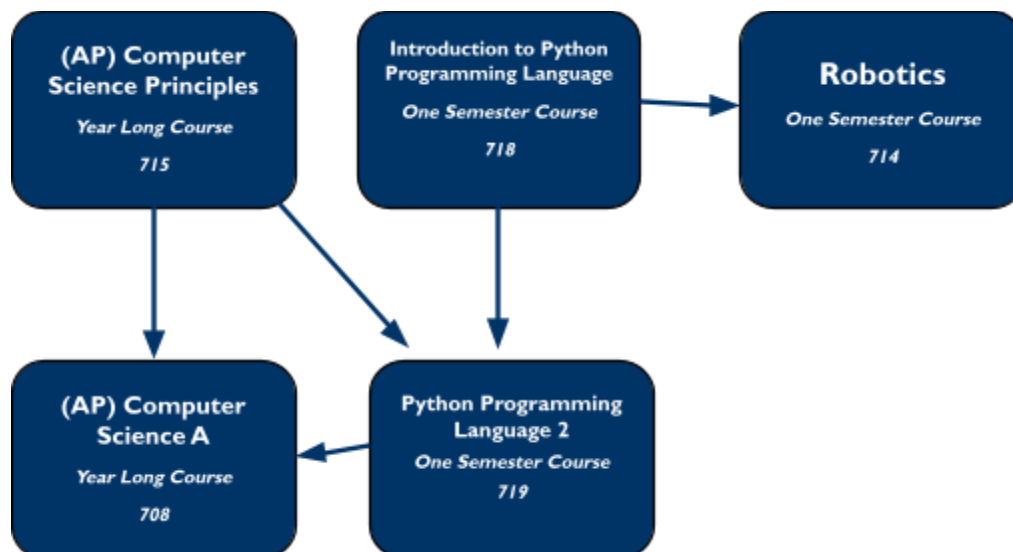 (AP) Computer
Science Principles
Year Long Course
715
Introduction to Python
Programming Language
One Semester Course
718
Robotics
One Semester Course
714
(AP) Computer
Science A
Year Long Course
708
Python Programming
Language 2
One Semester Course
719